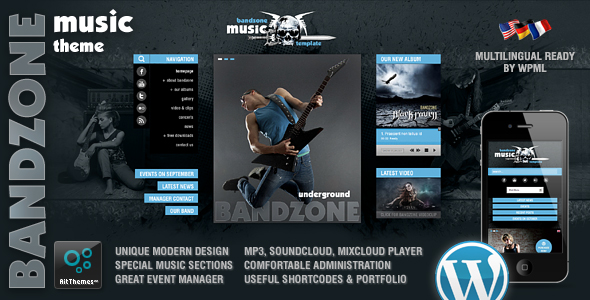 BANDZONE
music
theme
bandzone
music
template
MULTILINGUAL READY
BY WPML
NAVIGATION
homepage
about bandzone
our albums
gallery
video & clips
concerts
news
free downloads
contact us
EVENTS ON SEPTEMBER
LATEST NEWS
MANAGER CONTACT
OUR BAND
underground
BANDZONE
OUR NEW ALBUM
BANDZONE
LATEST VIDEO
music
UNIQUE MODERN DESIGN
SPECIAL MUSIC SECTIONS
GREAT EVENT MANAGER
MP3, SOUNDCLOUD, MIXCLOUD PLAYER
COMFORTABLE ADMINISTRATION
USEFUL SHORTCODES & PORTFOLIO
AitThemes
W